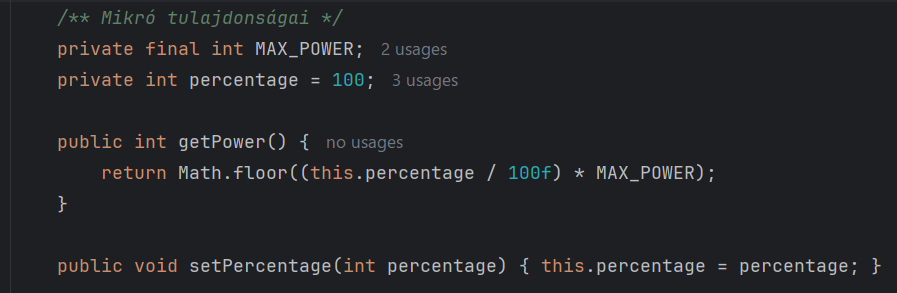 /** Mikró tulajdonságai */
private final int MAX_POWER; 2 usages
private int percentage = 100; 3 usages
public int getPower() { no usages
return Math.floor((this.percentage / 100f) * MAX_POWER);
}
public void setPercentage(int percentage) { this.percentage = percentage; }